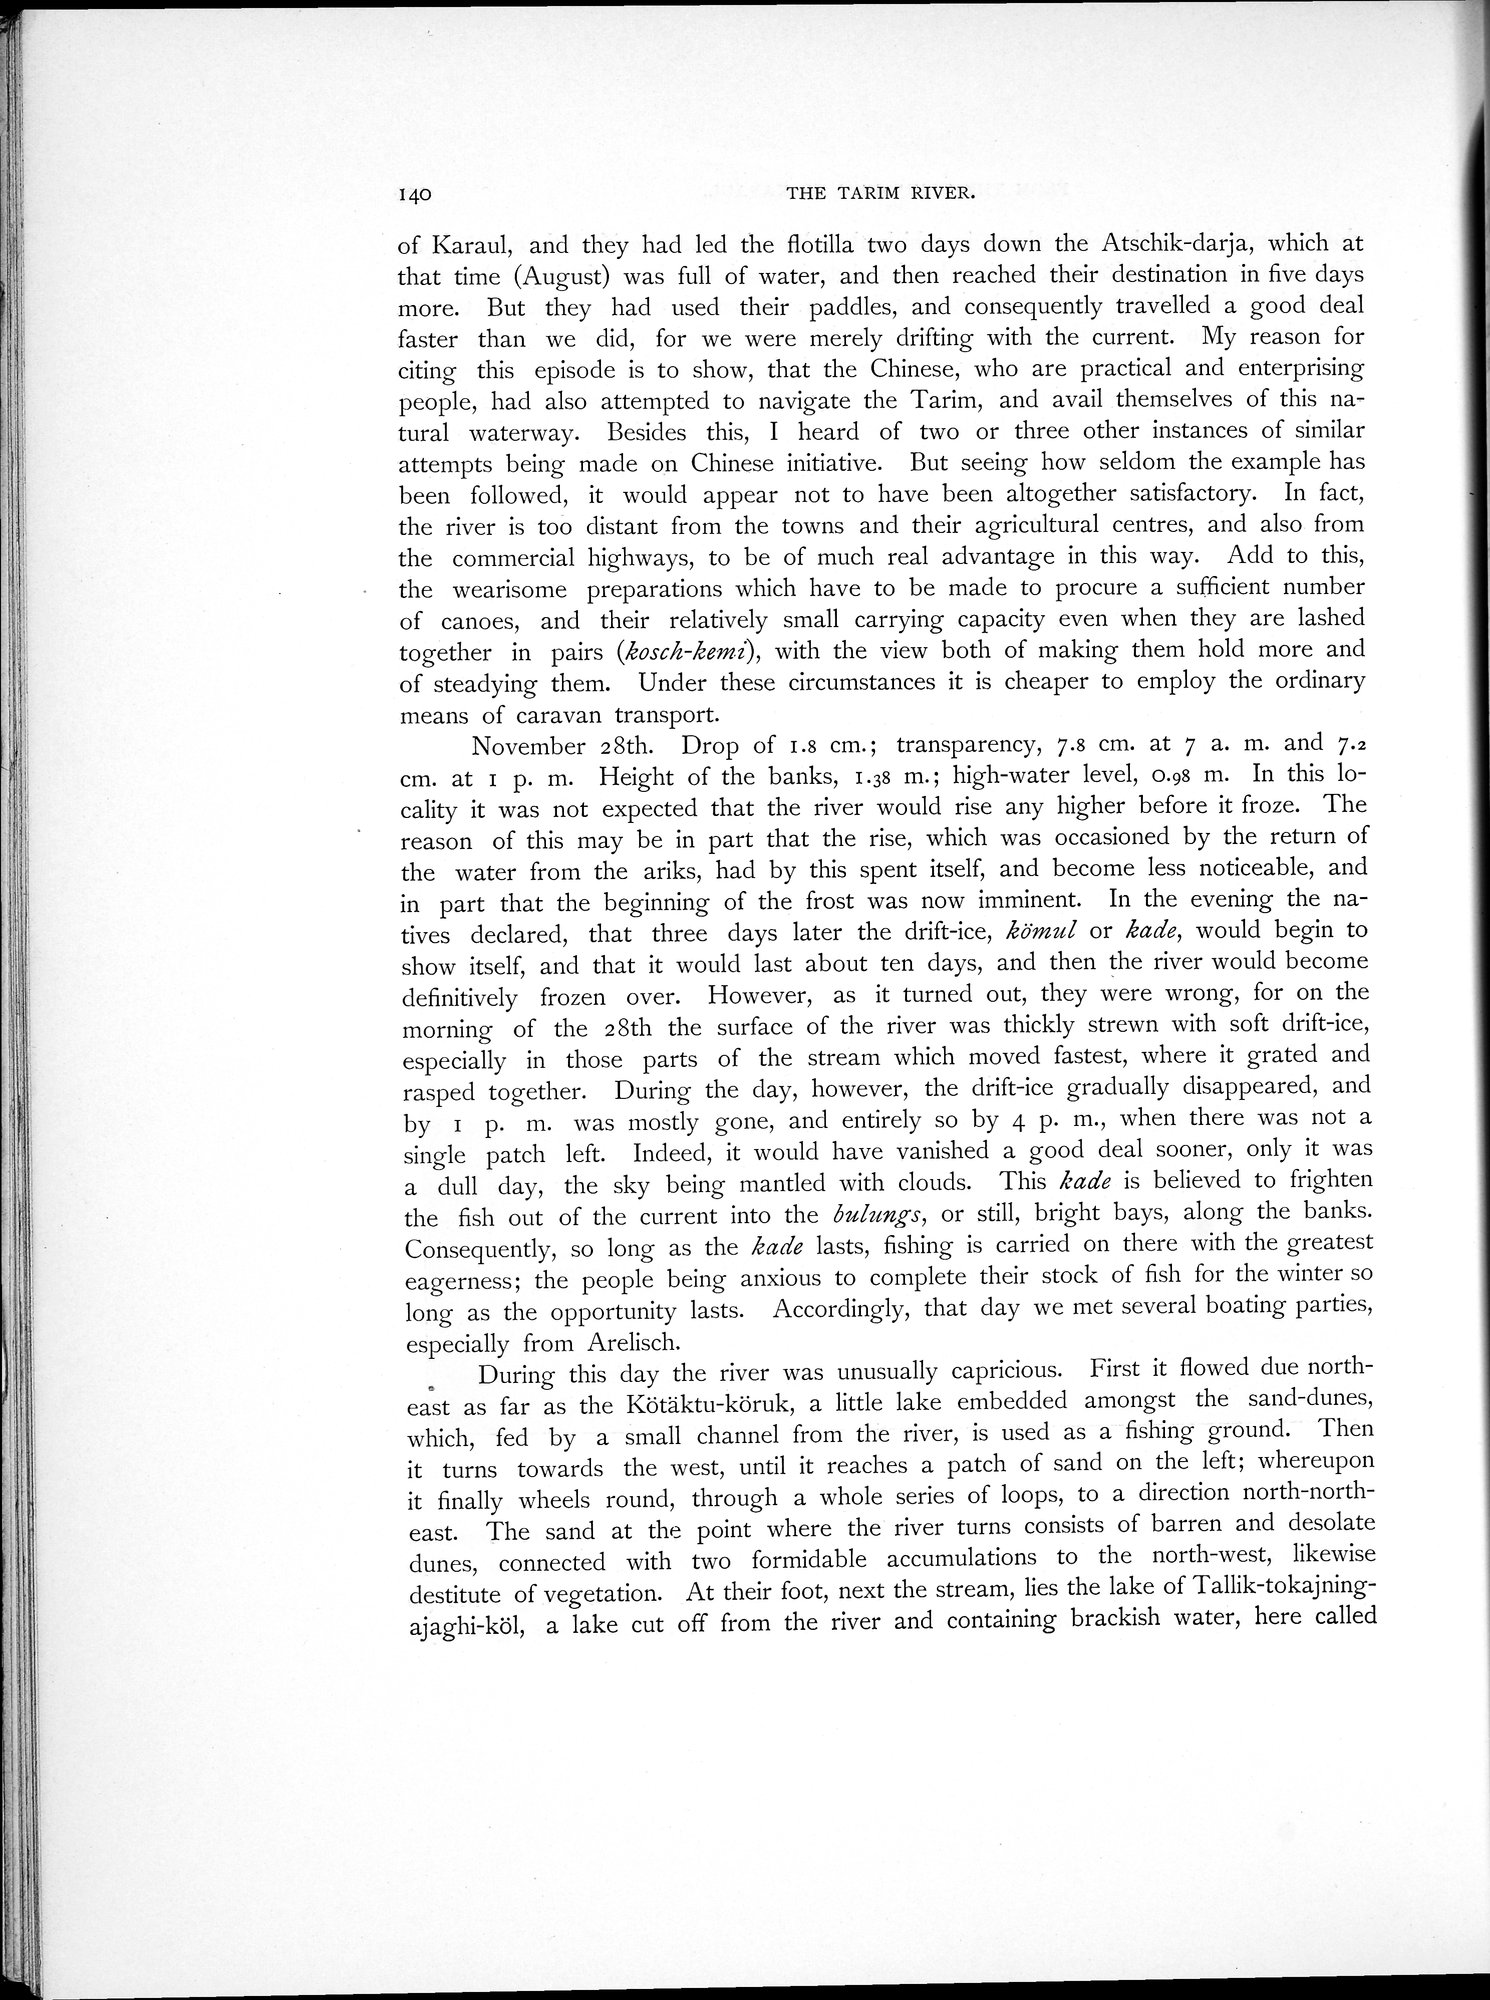 140
THE TARIM RIVER.
of Karaul, and they had led the flotilla two days down the Atschik-darja, which at
that time (August) was full of water, and then reached their destination in five days
more. But they had used their paddles, and consequently travelled a good deal
faster than we did, for we were merely drifting with the current. My reason for
citing this episode is to show, that the Chinese, who are practical and enterprising
people, had also attempted to navigate the Tarim, and avail themselves of this na-
tural waterway. Besides this, I heard of two or three other instances of similar
attempts being made on Chinese initiative. But seeing how seldom the example has
been followed, it would appear not to have been altogether satisfactory. In fact,
the river is too distant from the towns and their agricultural centres, and also from
the commercial highways, to be of much real advantage in this way. Add to this,
the wearisome preparations which have to be made to procure a sufficient number
of canoes, and their relatively small carrying capacity even when they are lashed
together in pairs (kosch-kemi), with the view both of making them hold more and
of steadying them. Under these circumstances it is cheaper to employ the ordinary
means of caravan transport.
November 28th. Drop of 1.8 cm.; transparency, 7.8 cm. at 7 a. m. and 7.2
cm. at 1 p. m. Height of the banks, 1.38 m.; high-water level, 0.98 m. In this lo-
cality it was not expected that the river would rise any higher before it froze. The
reason of this may be in part that the rise, which was occasioned by the return of
the water from the ariks, had by this spent itself, and become less noticeable, and
in part that the beginning of the frost was now imminent. In the evening the na-
tives declared, that three days later the drift-ice, kömul or kade, would begin to
show itself, and that it would last about ten days, and then the river would become
definitively frozen over. However, as it turned out, they were wrong, for on the
morning of the 28th the surface of the river was thickly strewn with soft drift-ice,
especially in those parts of the stream which moved fastest, where it grated and
rasped together. During the day, however, the drift-ice gradually disappeared, and
by 1 p. m. was mostly gone, and entirely so by 4 p. m., when there was not a
single patch left. Indeed, it would have vanished a good deal sooner, only it was
a dull day, the sky being mantled with clouds. This kade is believed to frighten
the fish out of the current into the bulungs, or still, bright bays, along the banks.
Consequently, so long as the kade lasts, fishing is carried on there with the greatest
eagerness; the people being anxious to complete their stock of fish for the winter so
long as the opportunity lasts. Accordingly, that day we met several boating parties,
especially from Arelisch.
During this day the river was unusually capricious. First it flowed due north-
east as far as the Kötäktu-köruk, a little lake embedded amongst the sand-dunes,
which, fed by a small channel from the river, is used as a fishing ground. Then
it turns towards the west, until it reaches a patch of sand on the left; whereupon
it finally wheels round, through a whole series of loops, to a direction north-north-
east. The sand at the point where the river turns consists of barren and desolate
dunes, connected with two formidable accumulations to the north-west, likewise
destitute of vegetation. At their foot, next the stream, lies the lake of Tallik-tokajning-
ajaghi-köl, a lake cut off from the river and containing brackish water, here called